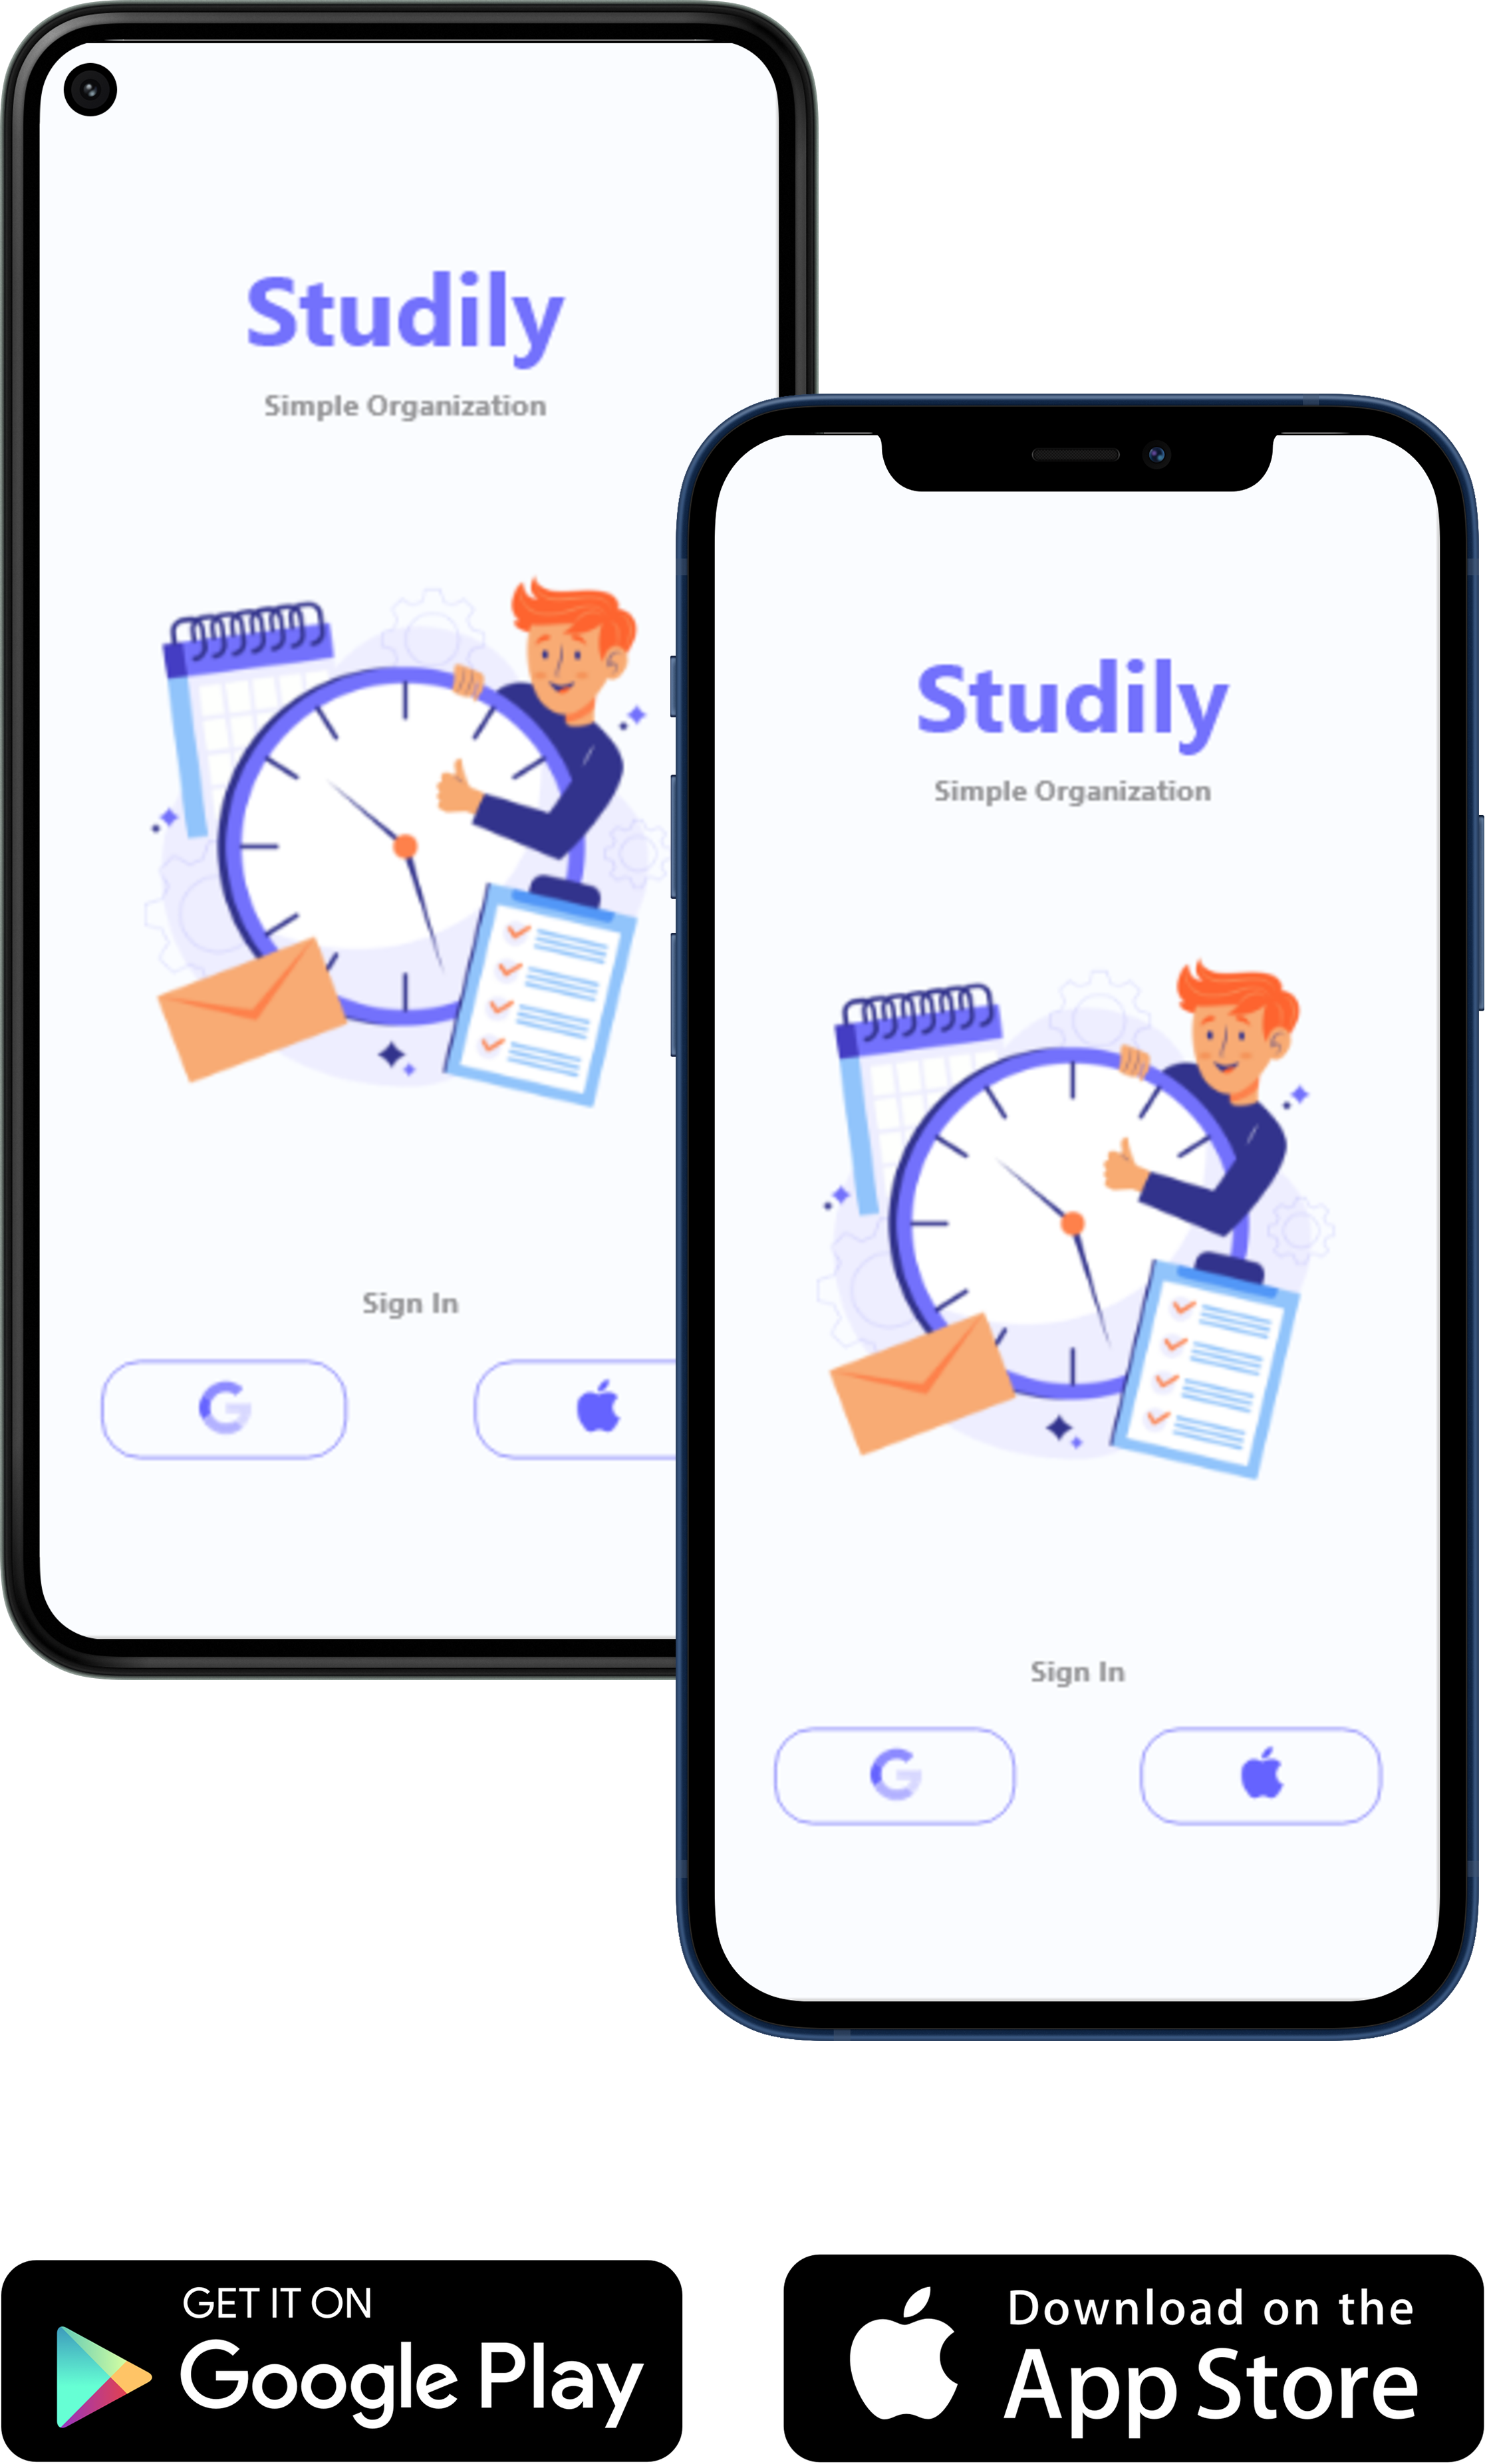 Studily
Simple Organization
Sign In
Studily
Simple Organization
Sign In
GET IT ON
Google Play
Download on the
App Store